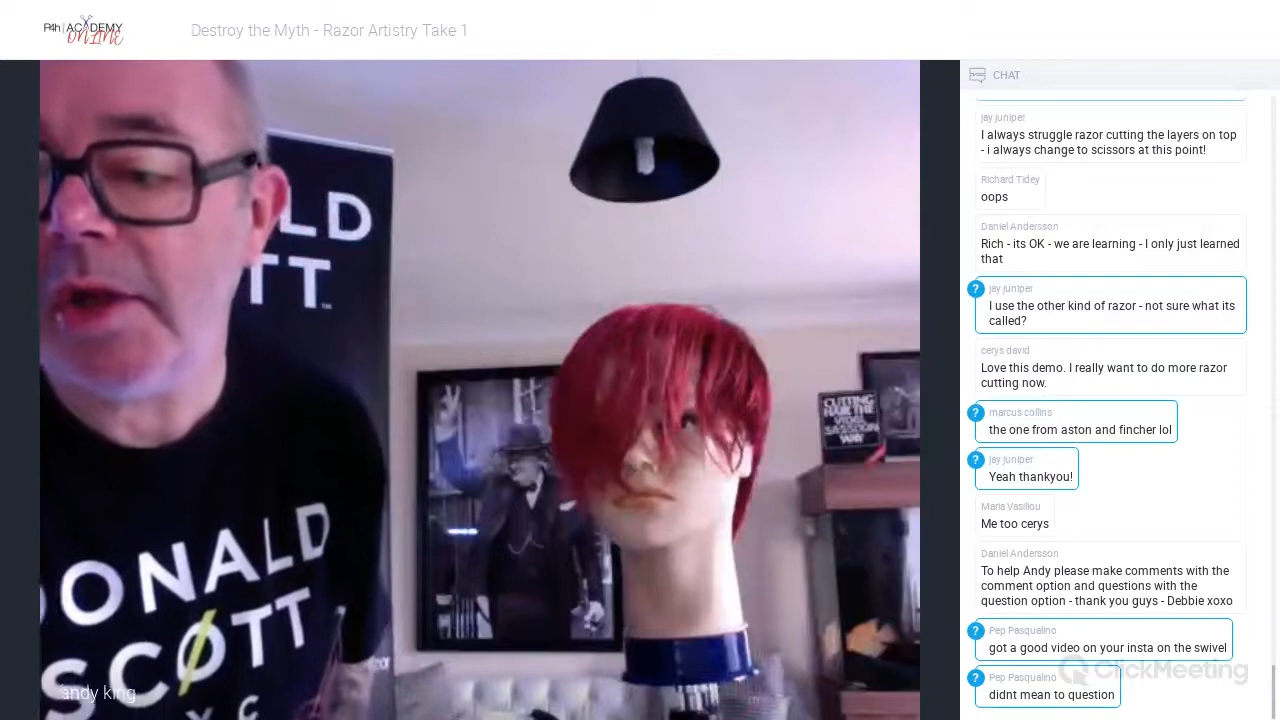 P4h | ACADEMY
ONLINE
Destroy the Myth - Razor Artistry Take 1
LD
TT
DONALD
SCOTT
Y C
CUTTING
HAIR THE
VIDAL
SASSOON
WAY
andy king
CHAT
jay juniper
I always struggle razor cutting the layers on top
- i always change to scissors at this point!
Richard Tidey
oops
Daniel Andersson
Rich - its OK - we are learning - I only just learned
that
?
jay juniper
I use the other kind of razor - not sure what its
called?
cerys david
Love this demo. I really want to do more razor
cutting now.
?
marcus collins
the one from aston and fincher lol
?
jay juniper
Yeah thankyou!
Maria Vasiliou
Me too cerys
Daniel Andersson
To help Andy please make comments with the
comment option and questions with the
question option - thank you guys - Debbie xoxo
?
Pep Pasqualino
got a good video on your insta on the swivel
?
Pep Pasqualino
didnt mean to question
ClickMeeting